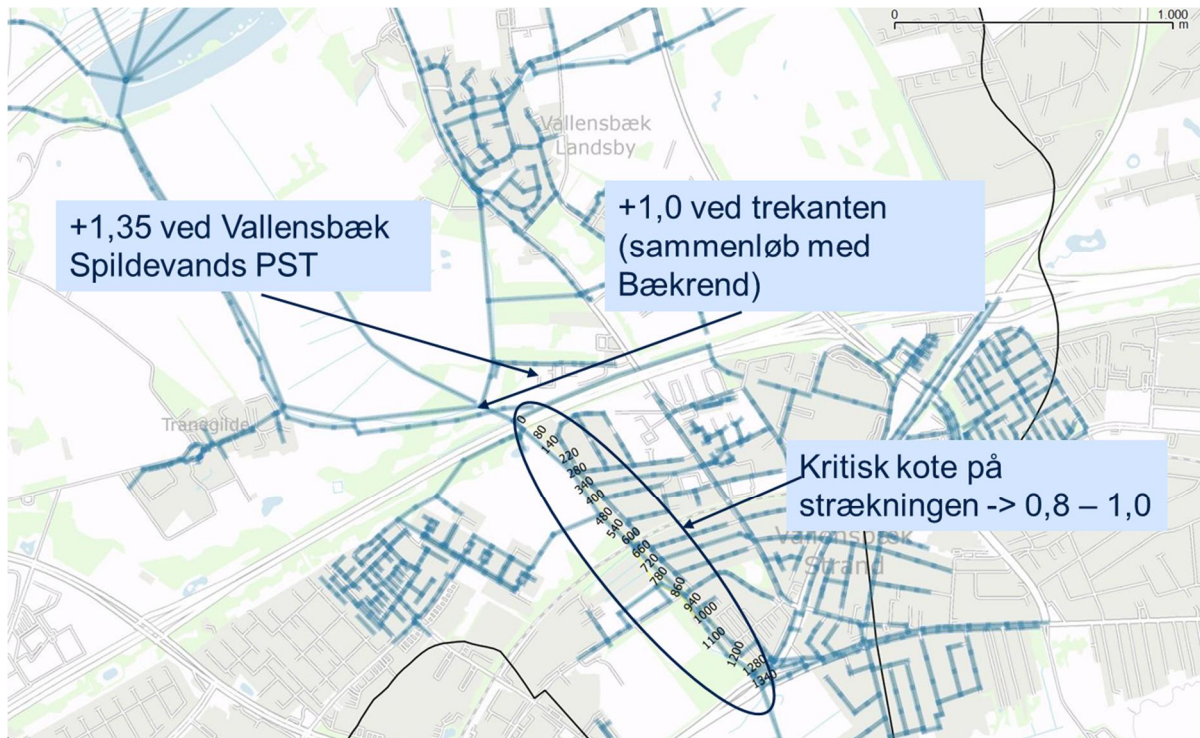 0 1.000
m
Vallensbæk
Landsby
+1,35 ved Vallensbæk
Spildevands PST
+1,0 ved trekanten
(sammenløb med
Bækrend)
Tranegilde
Kritisk kote på
strækningen -> 0,8 – 1,0
Vallensbæk
Strand
0
80
140
220
280
340
400
480
540
600
660
720
780
860
940
1000
1100
1200
1280
1340